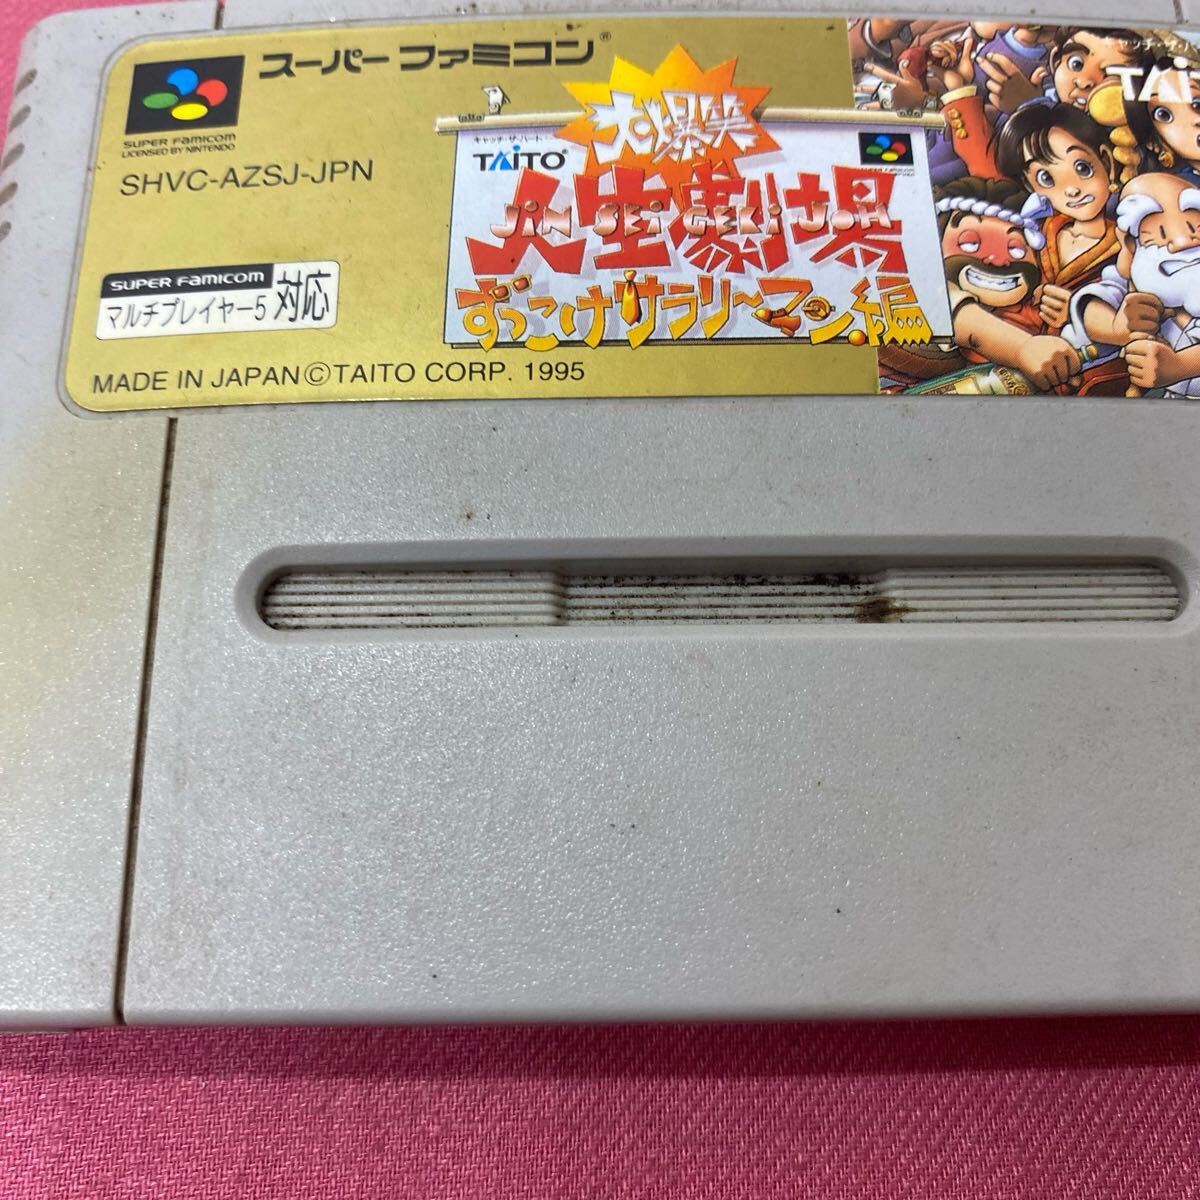 スーパーファミコン®
SUPER FAMICOM
LICENSED BY NINTENDO
SHVC-AZSJ-JPN
大爆笑
キャッチ・ザ・ハート
TAITO®
人生劇場
JINSEI GEKIJOH
ずっこけサラリ〜マン編
SUPER FAMICOM
マルチプレイヤー5 対応
MADE IN JAPAN ©TAITO CORP. 1995